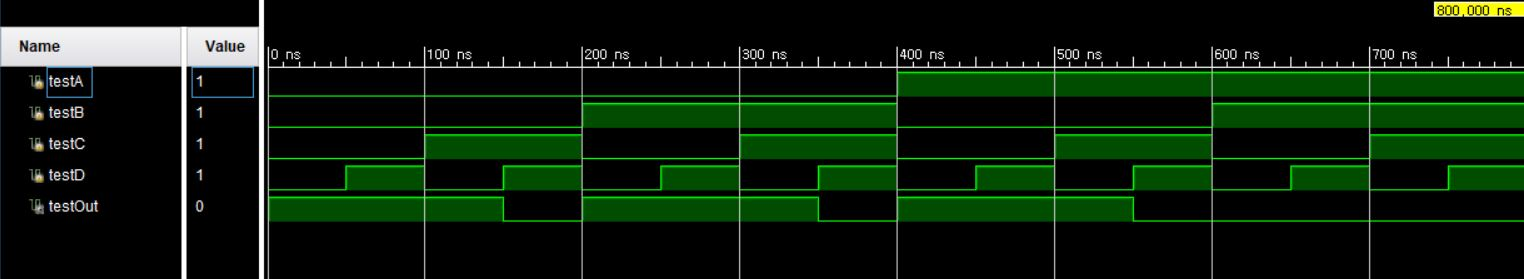 800,000 ns
Name Value
0 ns 100 ns 200 ns 300 ns 400 ns 500 ns 600 ns 700 ns
testA 1
testB 1
testC 1
testD 1
testOut 0